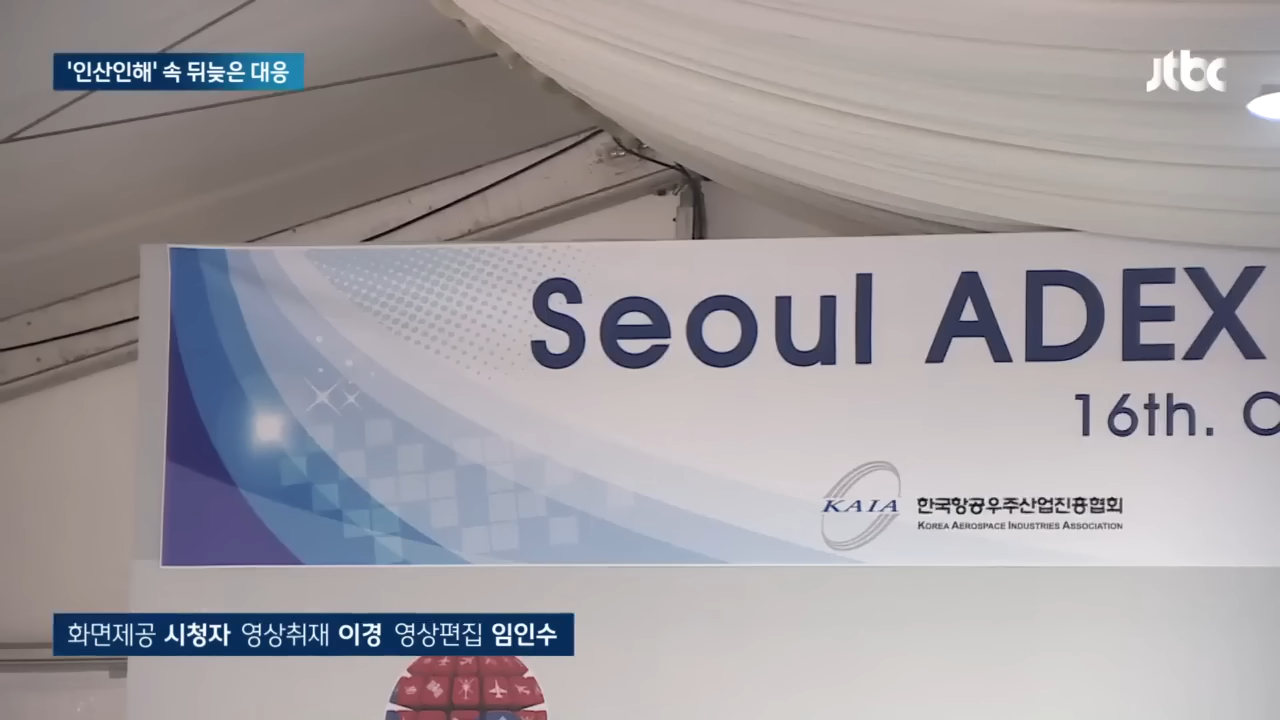 '인산인해' 속 뒤늦은 대응
jtbc
Seoul ADEX
16th.
KAIA
한국항공우주산업진흥협회
KOREA AEROSPACE INDUSTRIES ASSOCIATION
화면제공 시청자 영상취재 이경 영상편집 임인수